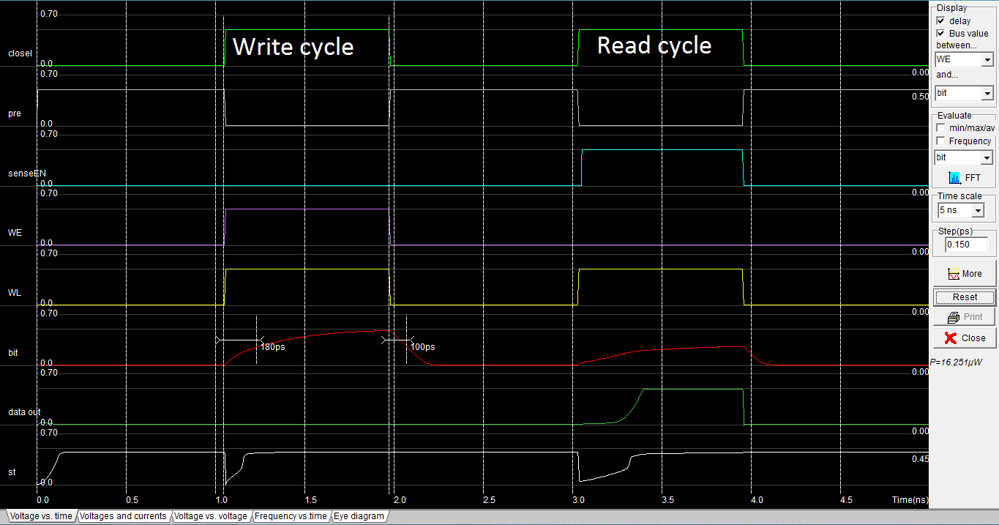 0.70
Write cycle
Read cycle
closel
0.0
0.00
0.70
0.50
pre
0.0
0.70
senseEN
0.0
0.00
0.70
WE
0.0
0.00
0.70
WL
0.0
0.00
0.70
180ps
100ps
bit
0.0
0.00
0.70
data out
0.0
0.00
0.70
0.45
st
0.0
0.0 0.5 1.0 1.5 2.0 2.5 3.0 3.5 4.0 4.5 Time(ns)
Voltage vs. time Voltages and currents Voltage vs. voltage Frequency vs.time Eye diagram
Display
delay
Bus value
between...
WE
and...
bit
Evaluate
min/max/av
Frequency
bit
FFT
Time scale
5 ns
Step(ps)
0.150
More
Reset
Print
Close
P=16.251µW